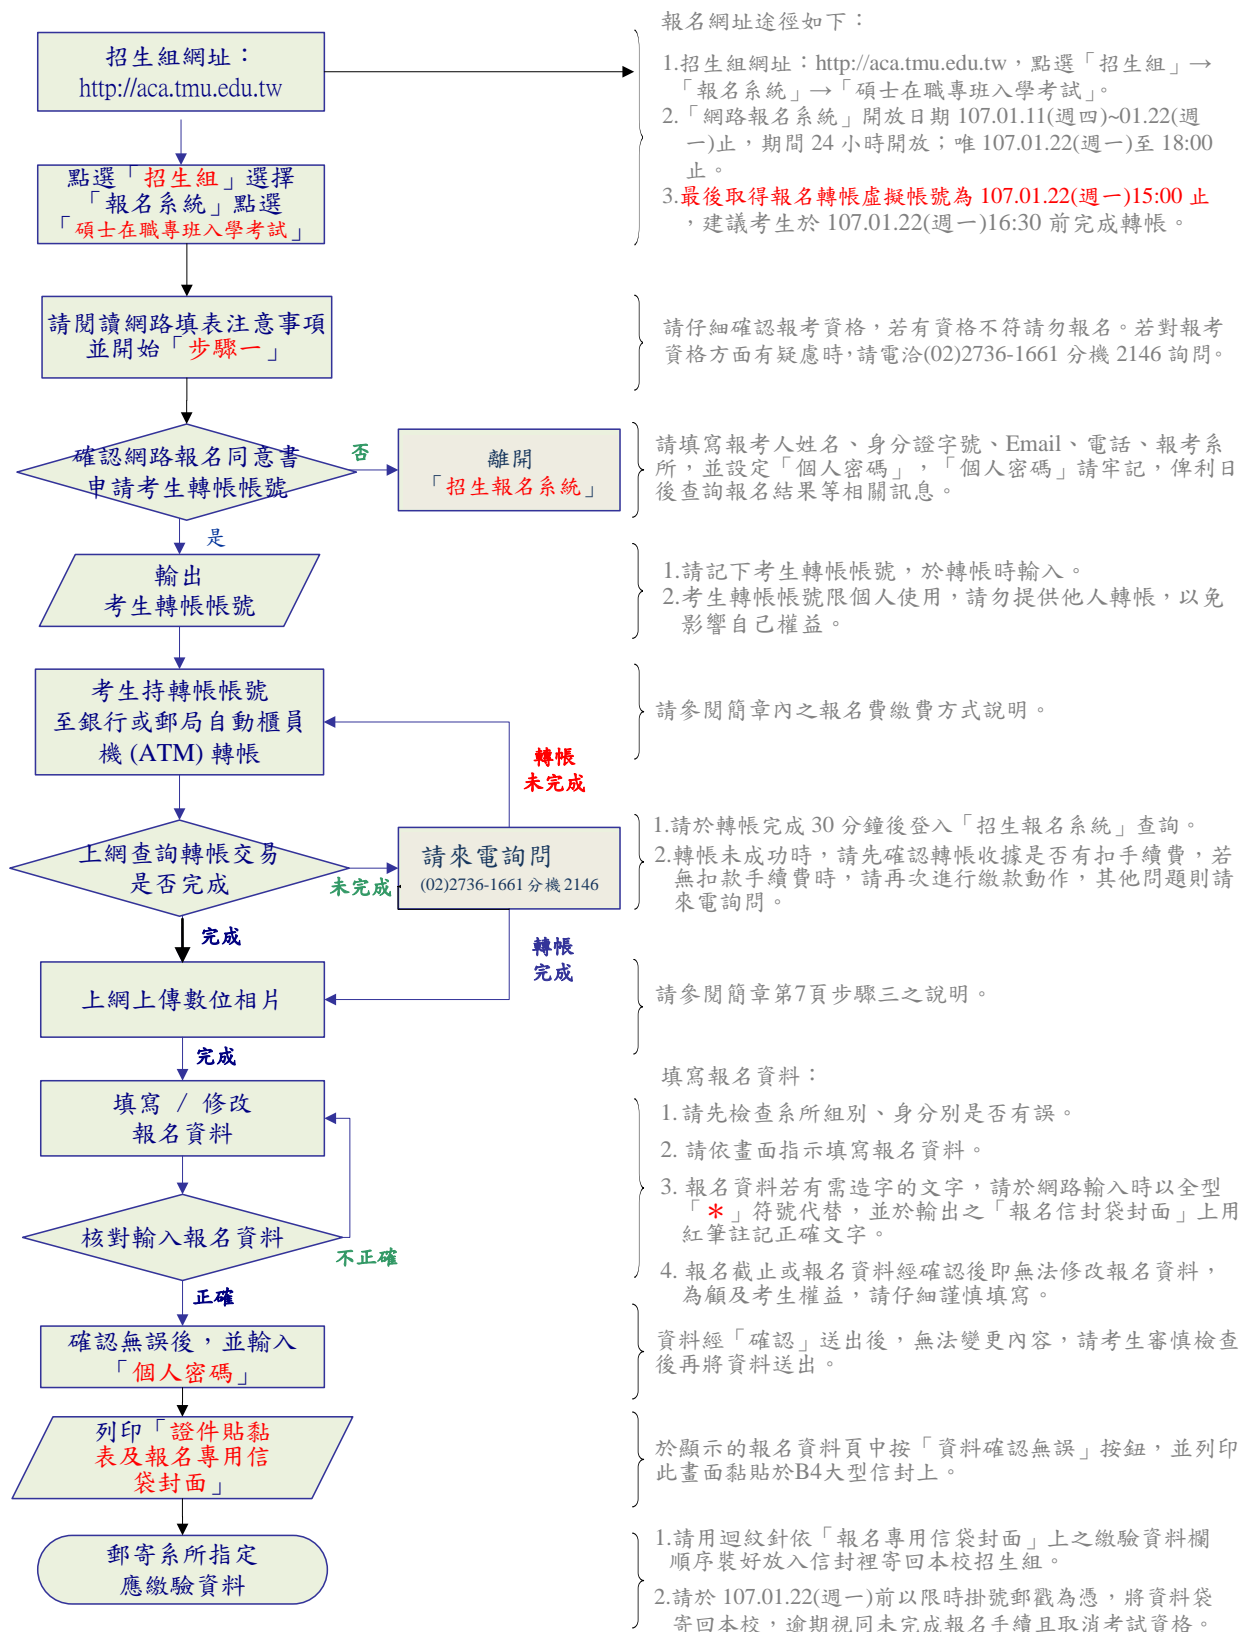 招生組網址：
http://aca.tmu.edu.tw
報名網址途徑如下：
1.招生組網址：http://aca.tmu.edu.tw，點選「招生組」→
「報名系統」→「碩士在職專班入學考試」。
2.「網路報名系統」開放日期 107.01.11(週四)~01.22(週
一)止，期間 24 小時開放；唯 107.01.22(週一)至 18:00
止。
3.最後取得報名轉帳虛擬帳號為 107.01.22(週一)15:00 止
，建議考生於 107.01.22(週一)16:30 前完成轉帳。
點選「招生組」選擇
「報名系統」點選
「碩士在職專班入學考試」
請閱讀網路填表注意事項
並開始「步驟一」
請仔細確認報考資格，若有資格不符請勿報名。若對報考
資格方面有疑慮時，請電洽(02)2736-1661 分機 2146 詢問。
確認網路報名同意書
申請考生轉帳帳號
否
離開
「招生報名系統」
請填寫報考人姓名、身分證字號、Email、電話、報考系
所，並設定「個人密碼」，「個人密碼」請牢記，俾利日
後查詢報名結果等相關訊息。
是
輸出
考生轉帳帳號
1.請記下考生轉帳帳號，於轉帳時輸入。
2.考生轉帳帳號限個人使用，請勿提供他人轉帳，以免
影響自己權益。
考生持轉帳帳號
至銀行或郵局自動櫃員
機 (ATM) 轉帳
請參閱簡章內之報名費繳費方式說明。
轉帳
未完成
上網查詢轉帳交易
是否完成
未完成
請來電詢問
(02)2736-1661 分機 2146
1.請於轉帳完成 30 分鐘後登入「招生報名系統」查詢。
2.轉帳未成功時，請先確認轉帳收據是否有扣手續費，若
無扣款手續費時，請再次進行繳款動作，其他問題則請
來電詢問。
完成
轉帳
完成
上網上傳數位相片
請參閱簡章第7頁步驟三之說明。
完成
填寫 / 修改
報名資料
填寫報名資料：
1. 請先檢查系所組別、身分別是否有誤。
2. 請依畫面指示填寫報名資料。
3. 報名資料若有需造字的文字，請於網路輸入時以全型
「＊」符號代替，並於輸出之「報名信封袋封面」上用
紅筆註記正確文字。
4. 報名截止或報名資料經確認後即無法修改報名資料，
為顧及考生權益，請仔細謹慎填寫。
核對輸入報名資料
不正確
正確
確認無誤後，並輸入
「個人密碼」
資料經「確認」送出後，無法變更內容，請考生審慎檢查
後再將資料送出。
列印「證件貼黏
表及報名專用信
袋封面」
於顯示的報名資料頁中按「資料確認無誤」按鈕，並列印
此畫面黏貼於B4大型信封上。
郵寄系所指定
應繳驗資料
1.請用迴紋針依「報名專用信袋封面」上之繳驗資料欄
順序裝好放入信封裡寄回本校招生組。
2.請於 107.01.22(週一)前以限時掛號郵戳為憑，將資料袋
寄回本校，逾期視同未完成報名手續且取消考試資格。